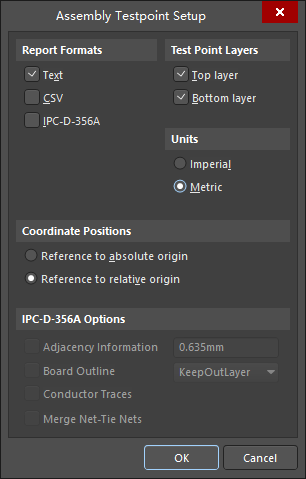 Assembly Testpoint Setup
Report Formats
Text
CSV
IPC-D-356A
Test Point Layers
Top layer
Bottom layer
Units
Imperial
Metric
Coordinate Positions
Reference to absolute origin
Reference to relative origin
IPC-D-356A Options
Adjacency Information 0.635mm
Board Outline KeepOutLayer
Conductor Traces
Merge Net-Tie Nets
OK Cancel